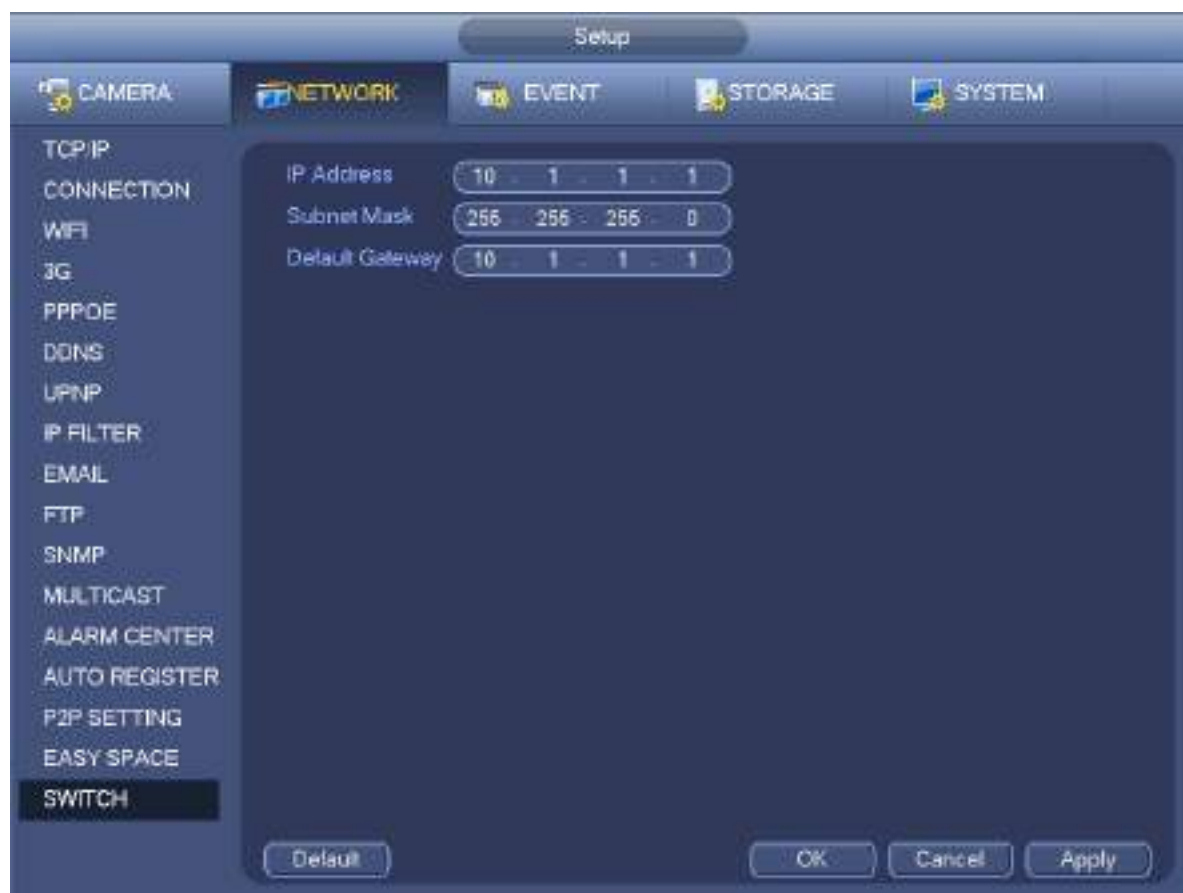 Setup
CAMERA NETWORK EVENT STORAGE SYSTEM
TCP/IP
CONNECTION
WIFI
3G
PPPOE
DDNS
UPNP
IP FILTER
EMAIL
FTP
SNMP
MULTICAST
ALARM CENTER
AUTO REGISTER
P2P SETTING
EASY SPACE
SWITCH
IP Address 10 . 1 . 1 . 1
Subnet Mask 255 . 255 . 255 . 0
Default Gateway 10 . 1 . 1 . 1
Default OK Cancel Apply